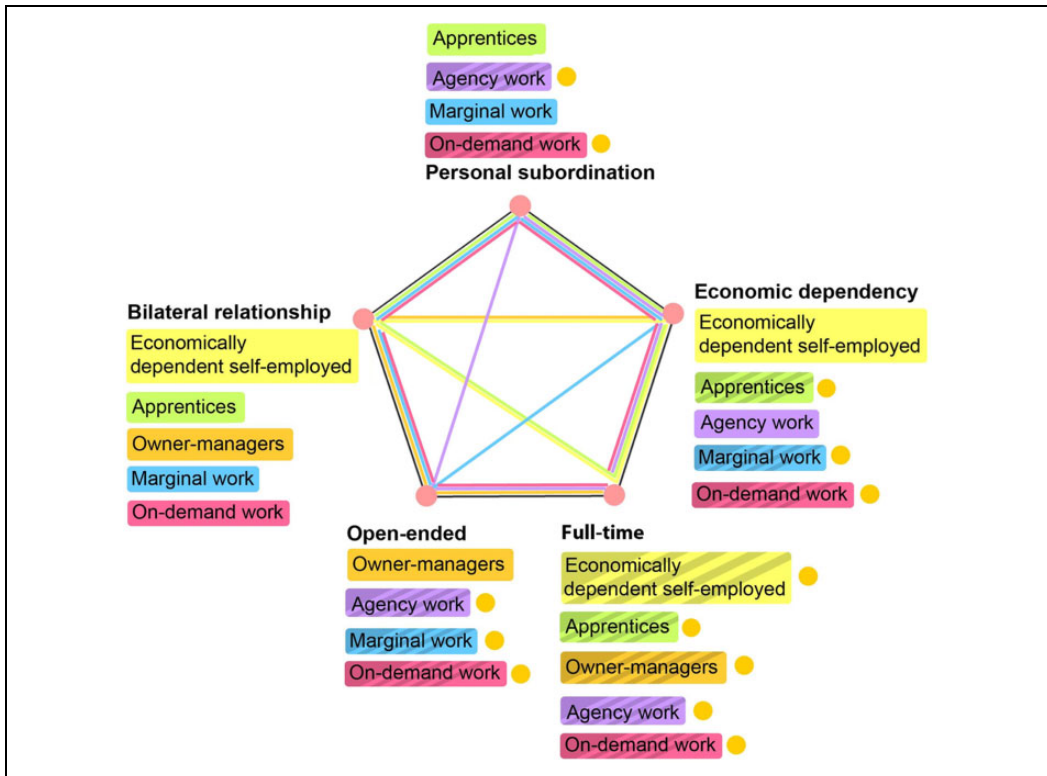 Apprentices
Agency work
Marginal work
On-demand work
Personal subordination
Bilateral relationship
Economically
dependent self-employed
Apprentices
Owner-managers
Marginal work
On-demand work
Economic dependency
Economically
dependent self-employed
Apprentices
Agency work
Marginal work
On-demand work
Open-ended
Owner-managers
Agency work
Marginal work
On-demand work
Full-time
Economically
dependent self-employed
Apprentices
Owner-managers
Agency work
On-demand work